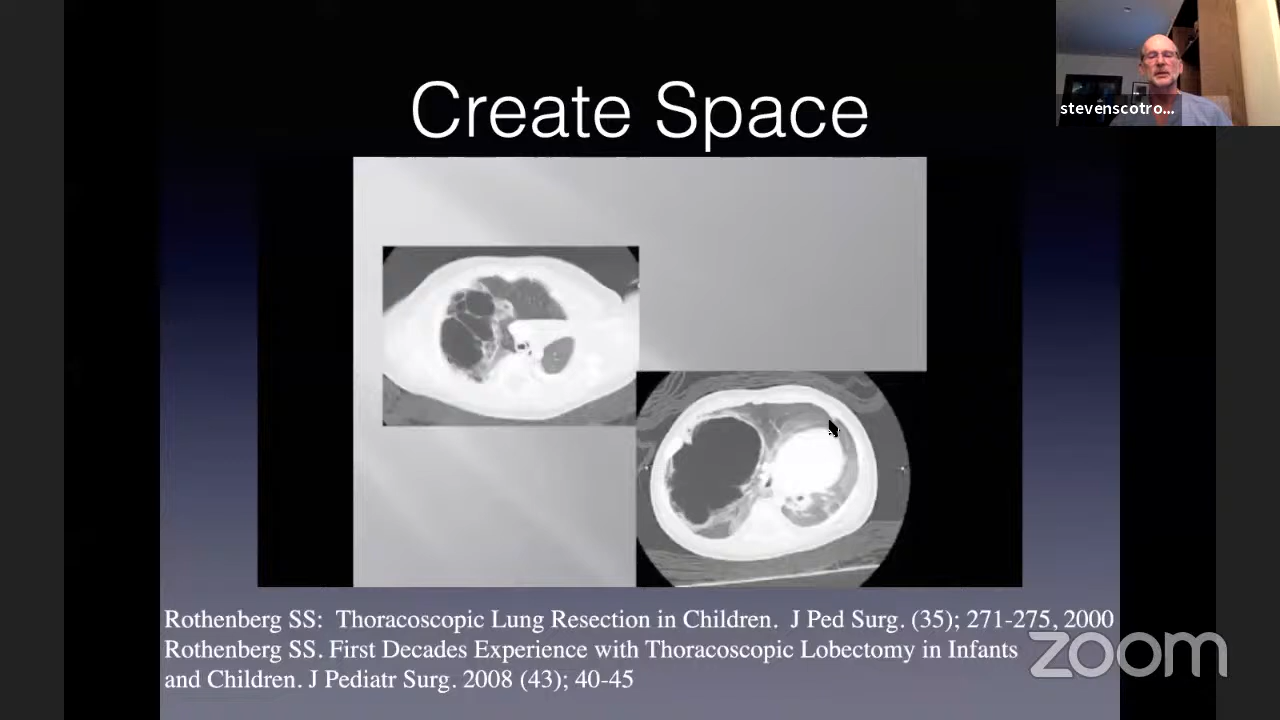 Create Space
stevenscotro...
Rothenberg SS:  Thoracoscopic Lung Resection in Children.  J Ped Surg. (35); 271-275, 2000
Rothenberg SS. First Decades Experience with Thoracoscopic Lobectomy in Infants
and Children. J Pediatr Surg. 2008 (43); 40-45
zoom